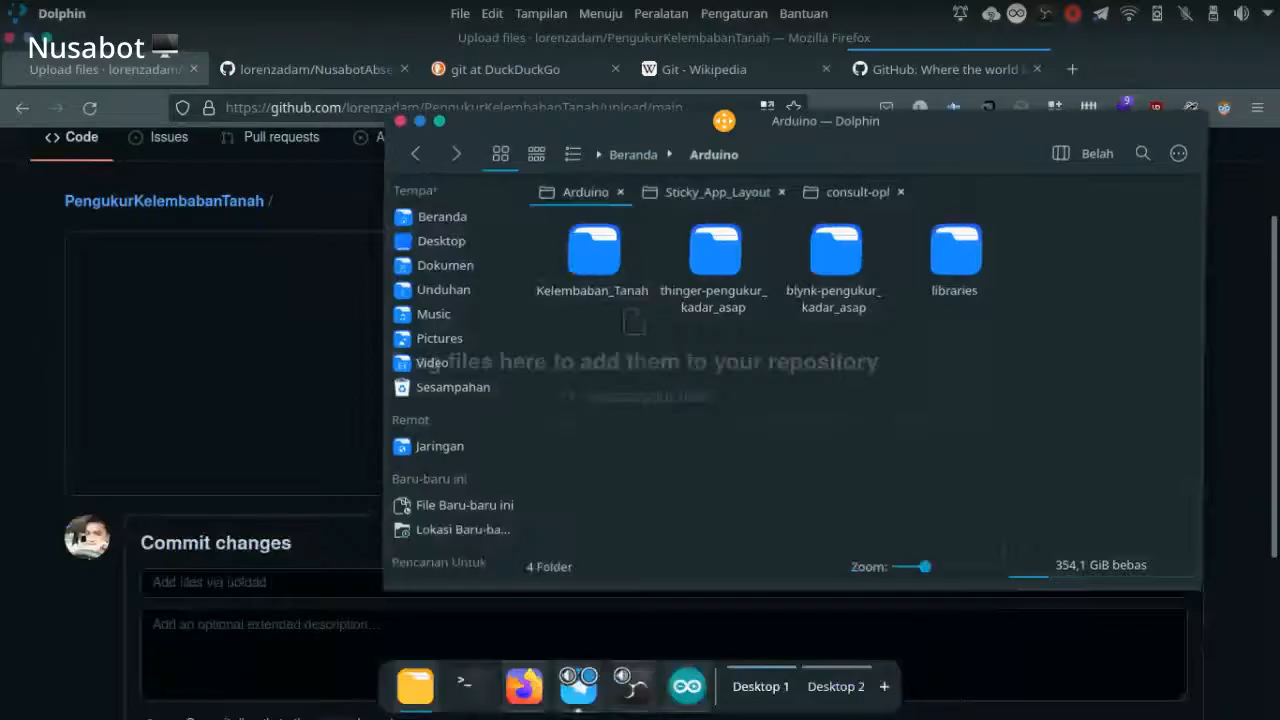 Dolphin
File Edit Tampilan Menuju Peralatan Pengaturan Bantuan
Upload files · lorenzadam/PengukurKelembabanTanah — Mozilla Firefox
Nusabot
Upload files · lorenzadam/
lorenzadam/NusabotAbse
git at DuckDuckGo
Git - Wikipedia
GitHub: Where the world
https://github.com/lorenzadam/PengukurKelembabanTanah/upload/main
9
Arduino — Dolphin
Code Issues Pull requests A
Beranda Arduino
Belah
PengukurKelembabanTanah /
Tempat
Arduino
Sticky_App_Layout
consult-opl
Beranda
Desktop
Dokumen
Unduhan
Music
Pictures
Video
Sesampahan
Kelembaban_Tanah
thinger-pengukur_
kadar_asap
blynk-pengukur_
kadar_asap
libraries
files here to add them to your repository
Remot
Jaringan
Baru-baru ini
File Baru-baru ini
Lokasi Baru-ba...
Pencarian Untuk
4 Folder
Zoom:
354,1 GiB bebas
Commit changes
Add files via upload
Add an optional extended description...
Desktop 1
Desktop 2